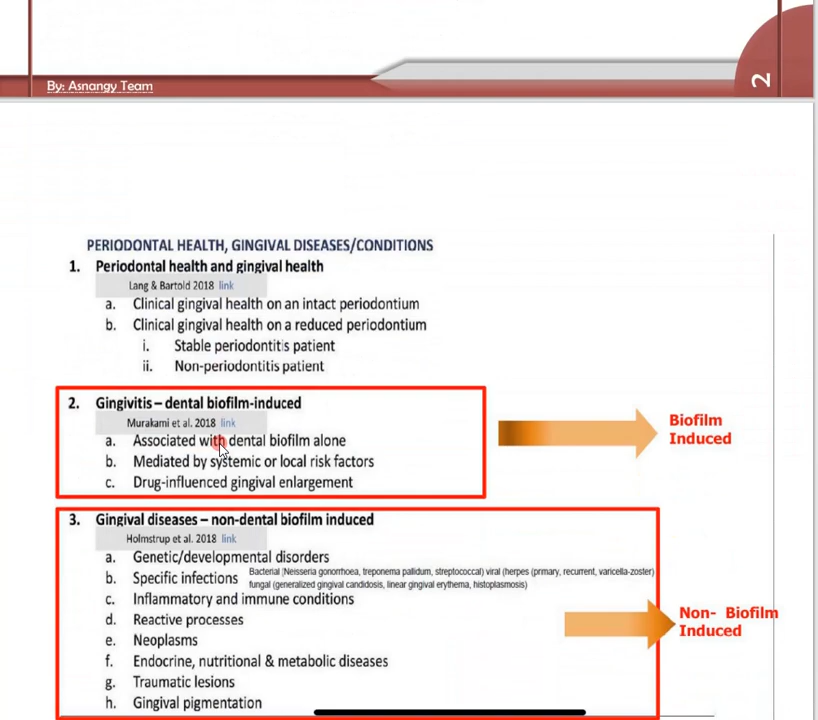 By: Asnangy Team
2
PERIODONTAL HEALTH, GINGIVAL DISEASES/CONDITIONS
1. Periodontal health and gingival health
Lang & Bartold 2018 link
a. Clinical gingival health on an intact periodontium
b. Clinical gingival health on a reduced periodontium
i. Stable periodontitis patient
ii. Non-periodontitis patient
2. Gingivitis – dental biofilm-induced
Murakami et al. 2018 link
a. Associated with dental biofilm alone
b. Mediated by systemic or local risk factors
c. Drug-influenced gingival enlargement
Biofilm
Induced
3. Gingival diseases – non-dental biofilm induced
Holmstrup et al. 2018 link
a. Genetic/developmental disorders
b. Specific infections Bacterial (Neisseria gonorrhoea, treponema pallidum, streptococcal) viral (herpes (prmary, recurrent, varicella-zoster)
fungal (generalized gingival candidosis, linear gingival erythema, histoplasmosis)
c. Inflammatory and immune conditions
d. Reactive processes
e. Neoplasms
f. Endocrine, nutritional & metabolic diseases
g. Traumatic lesions
h. Gingival pigmentation
Non- Biofilm
Induced